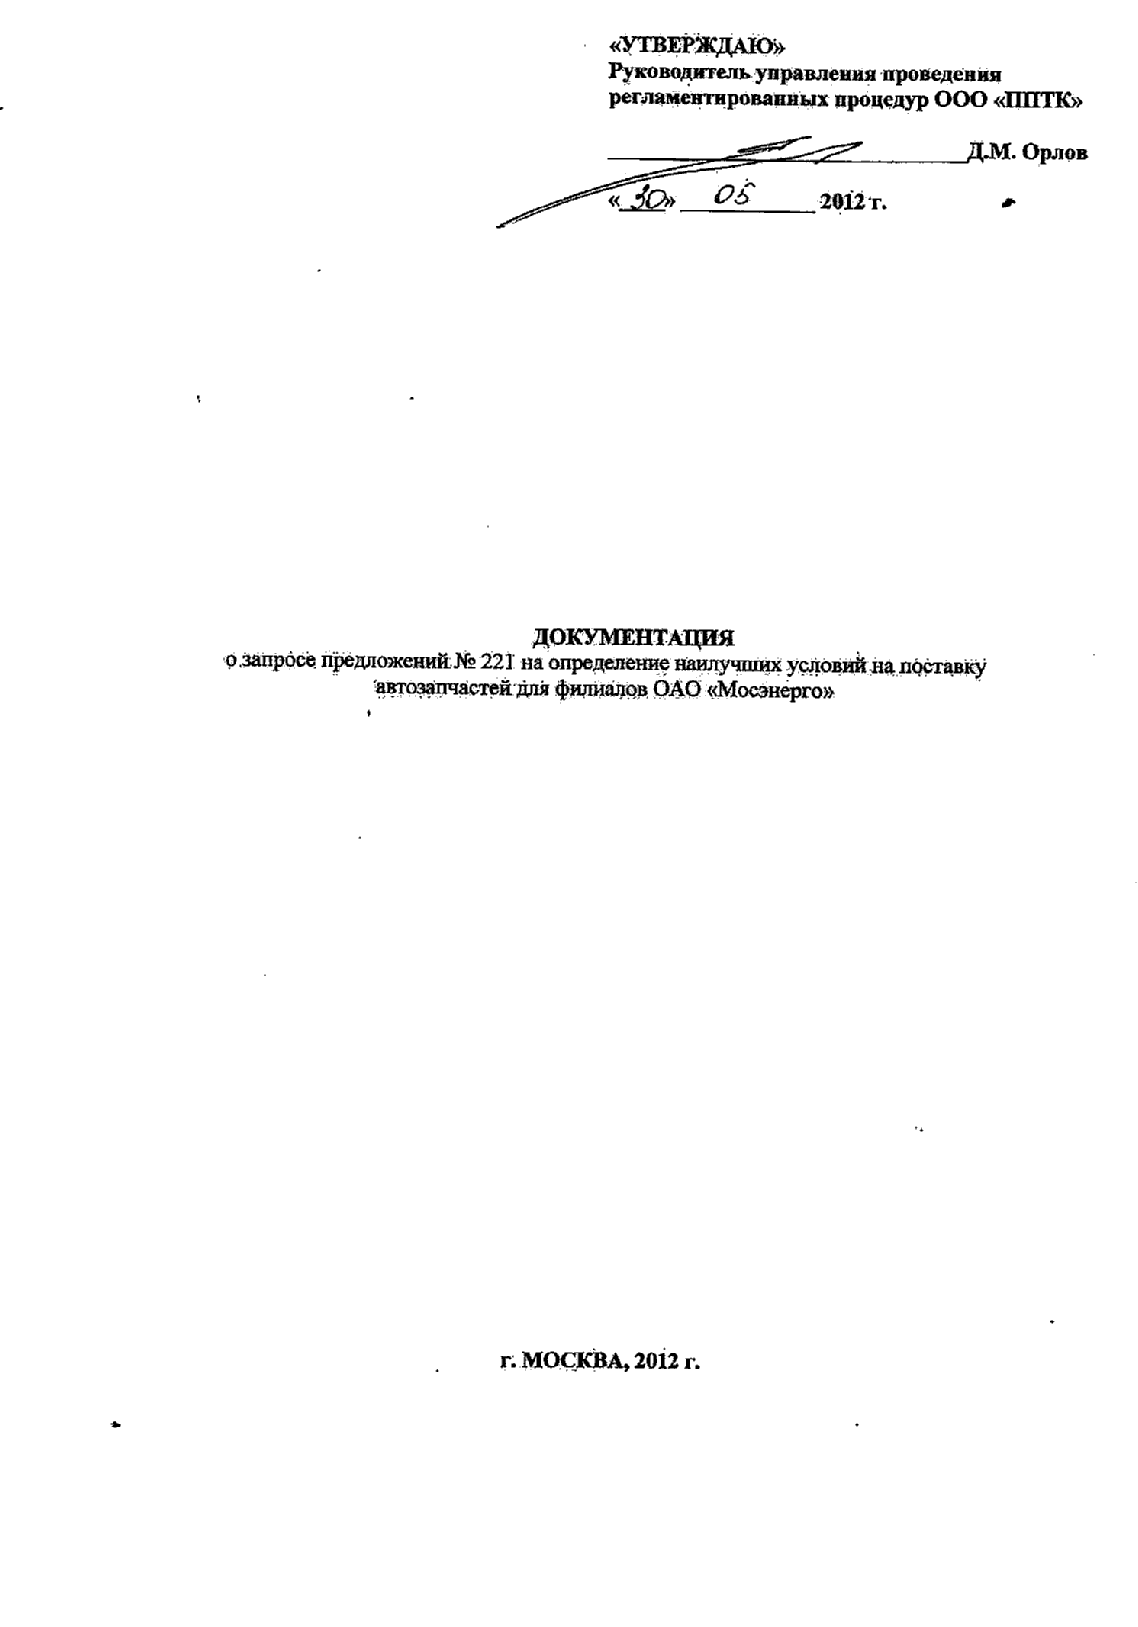 «УТВЕРЖДАЮ»
Руководитель управления проведения
регламентированных процедур ООО «ППТК»
Д.М. Орлов
«30» 05 2012 г.
ДОКУМЕНТАЦИЯ
о запросе предложений № 221 на определение наилучших условий на поставку
автозапчастей для филиалов ОАО «Мосэнерго»
г. МОСКВА, 2012 г.